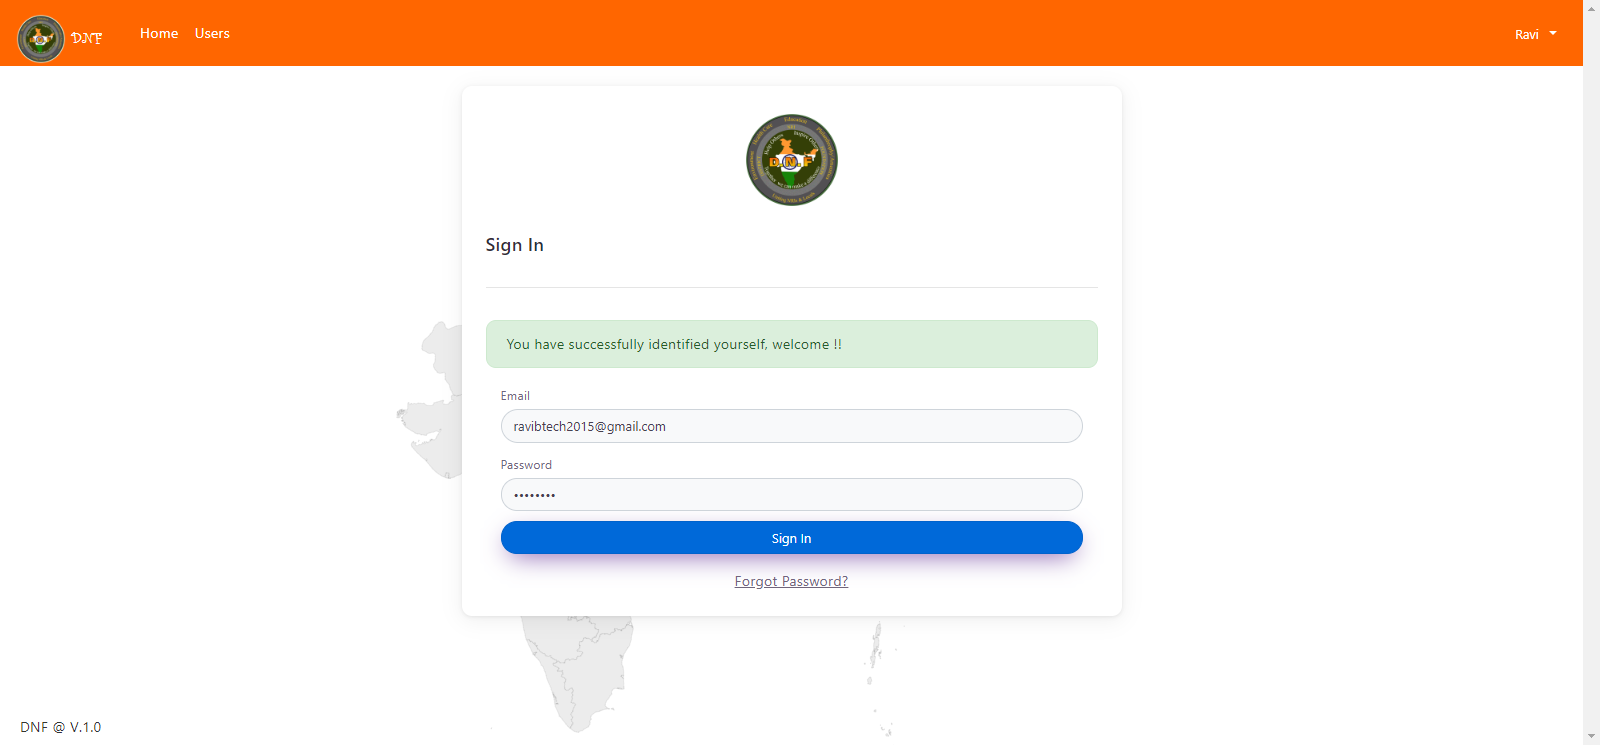 DNF
Home
Users
Ravi
Education
D.N.F
Sign In
You have successfully identified yourself, welcome !!
Email
ravibtech2015@gmail.com
Password
••••••••
Sign In
Forgot Password?
DNF @ V.1.0